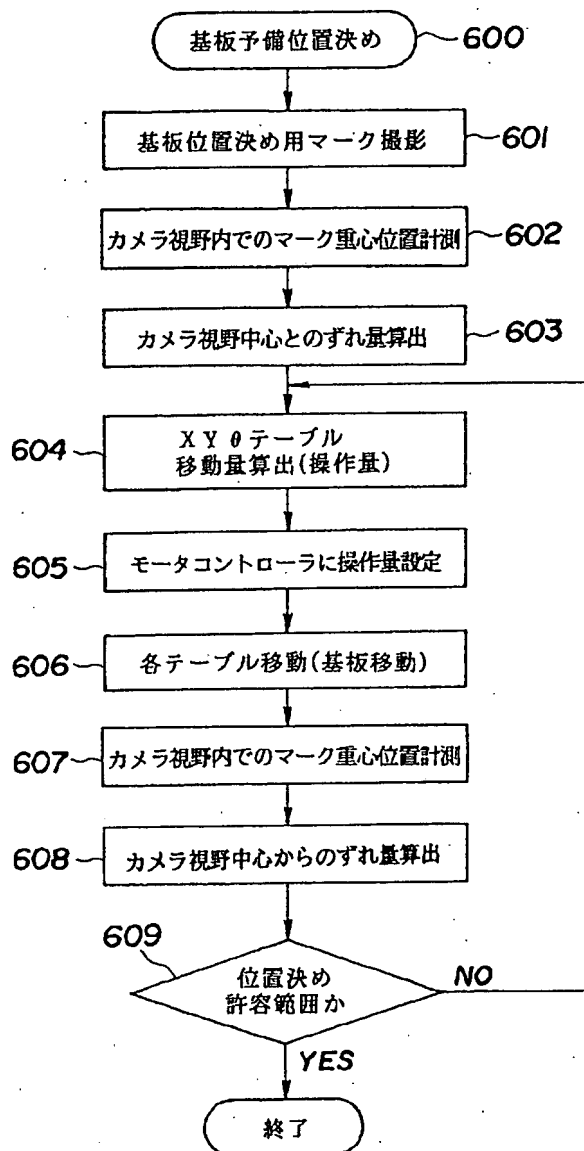 基板予備位置決め
600
基板位置決め用マーク撮影
601
カメラ視野内でのマーク重心位置計測
602
カメラ視野中心とのずれ量算出
603
XYθテーブル
移動量算出(操作量)
604
モータコントローラに操作量設定
605
各テーブル移動(基板移動)
606
カメラ視野内でのマーク重心位置計測
607
カメラ視野中心からのずれ量算出
608
609
位置決め
許容範囲か
NO
YES
終了